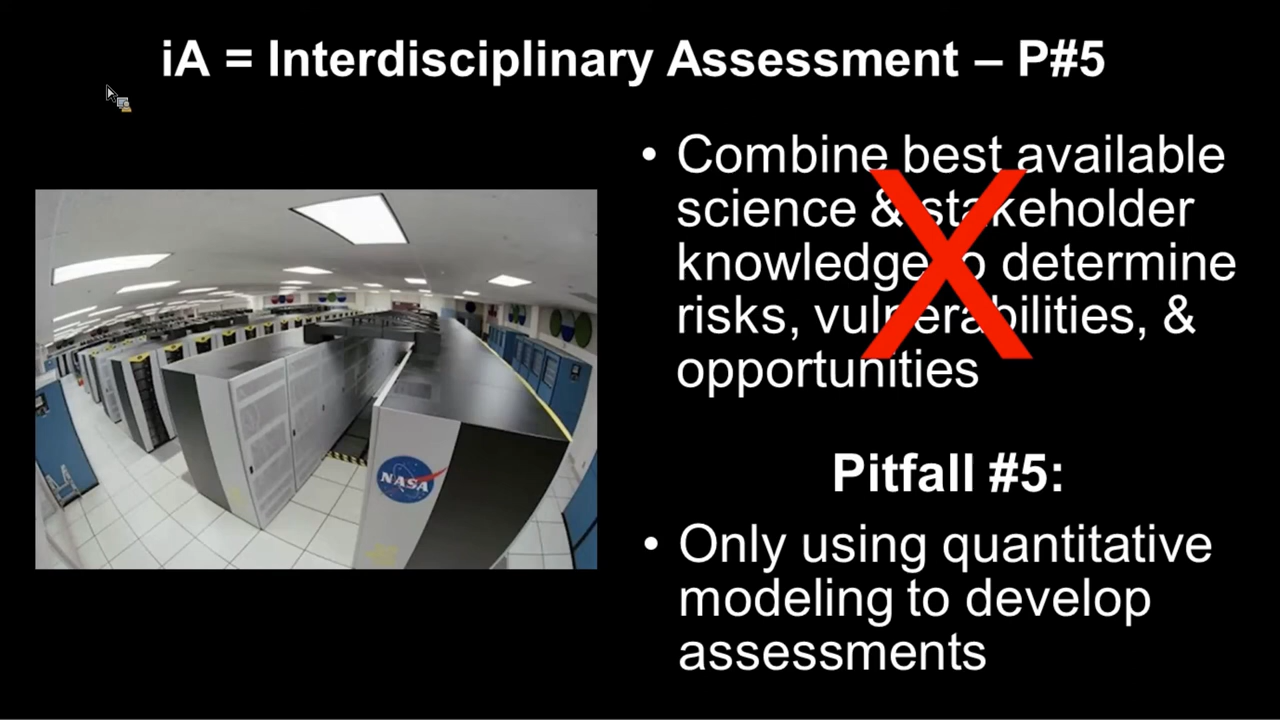 iA = Interdisciplinary Assessment – P#5
• Combine best available
science & stakeholder
knowledge to determine
risks, vulnerabilities, &
opportunities
X
NASA
Pitfall #5:
• Only using quantitative
modeling to develop
assessments